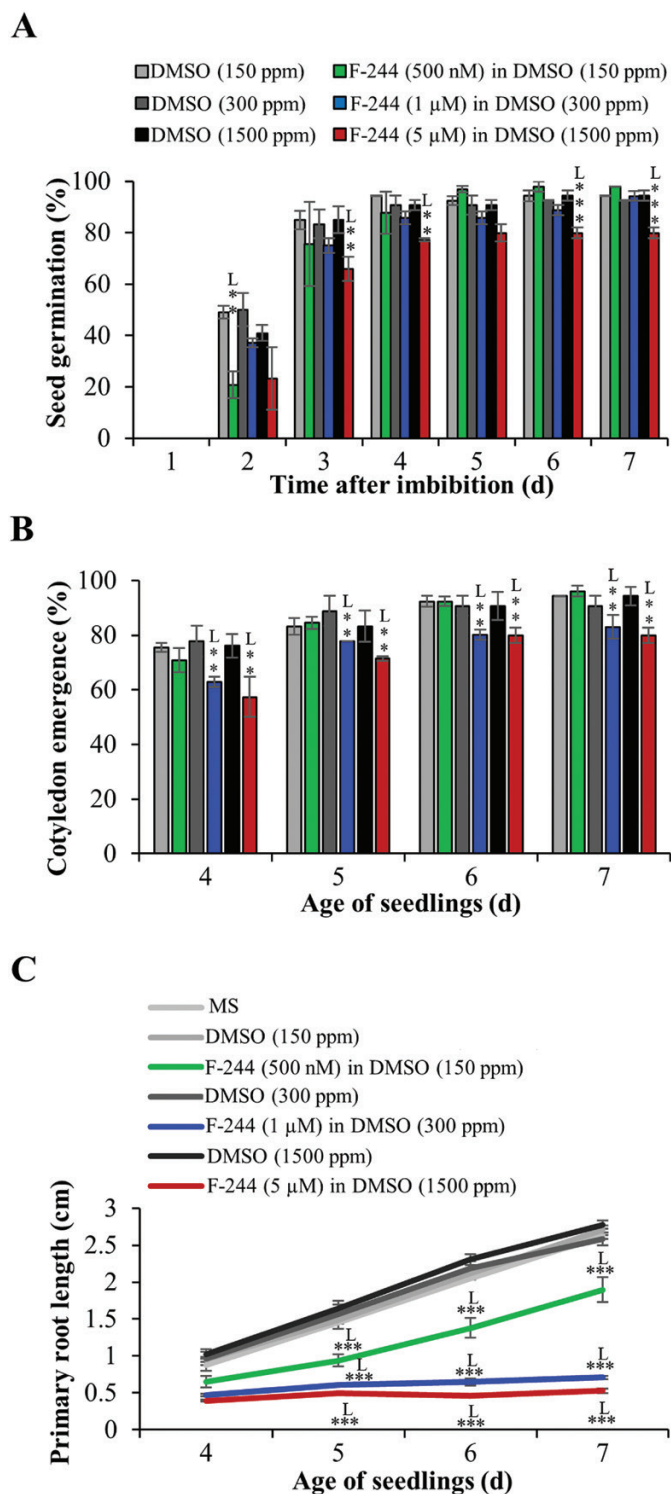 A
DMSO (150 ppm) F-244 (500 nM) in DMSO (150 ppm)
DMSO (300 ppm) F-244 (1 µM) in DMSO (300 ppm)
DMSO (1500 ppm) F-244 (5 µM) in DMSO (1500 ppm)
Seed germination (%)
100
80
60
40
20
0
L**
L**
L**
L***
L***
1 2 3 4 5 6 7
Time after imbibition (d)
B
Cotyledon emergence (%)
100
80
60
40
20
0
L** L** L** L** L** L** L** L**
4 5 6 7
Age of seedlings (d)
C
MS
DMSO (150 ppm)
F-244 (500 nM) in DMSO (150 ppm)
DMSO (300 ppm)
F-244 (1 µM) in DMSO (300 ppm)
DMSO (1500 ppm)
F-244 (5 µM) in DMSO (1500 ppm)
Primary root length (cm)
3
2.5
2
1.5
1
0.5
0
L L L
*** *** ***
L L L
*** *** ***
L L L
*** *** ***
4 5 6 7
Age of seedlings (d)